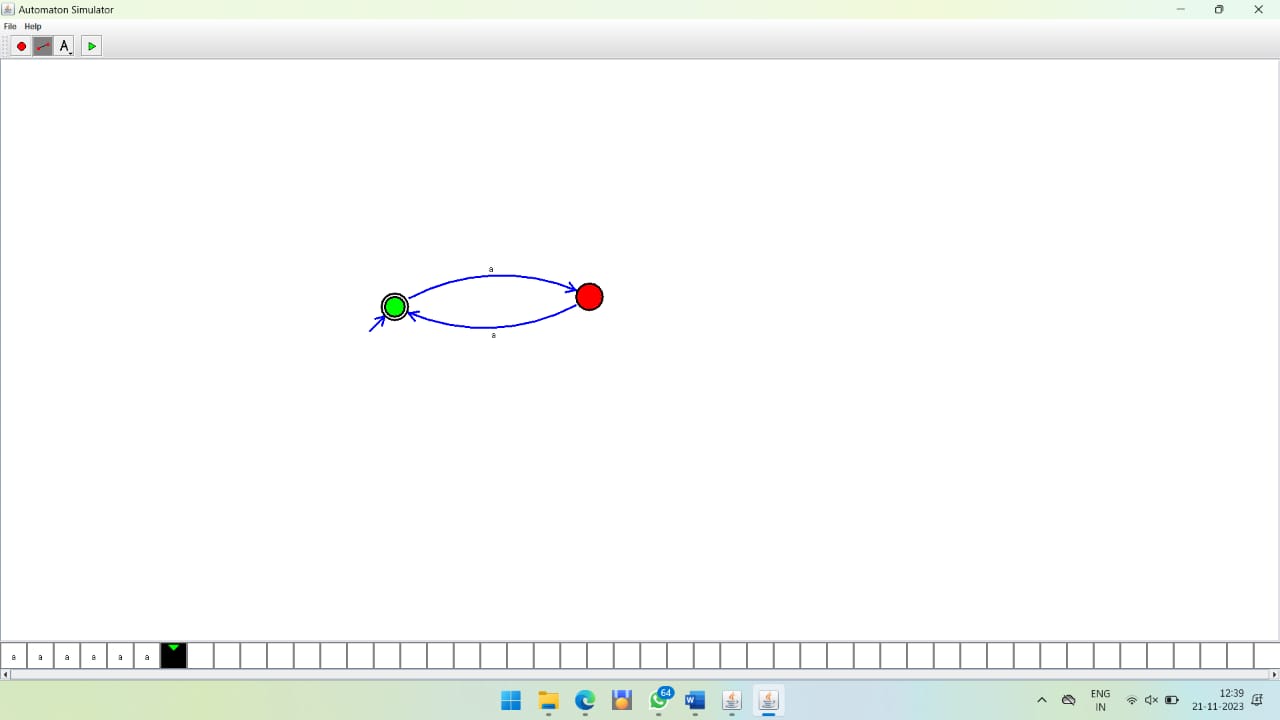 Automaton Simulator
File Help
A
a
a
a a a a a a
64
W
ENG
IN
12:39
21-11-2023